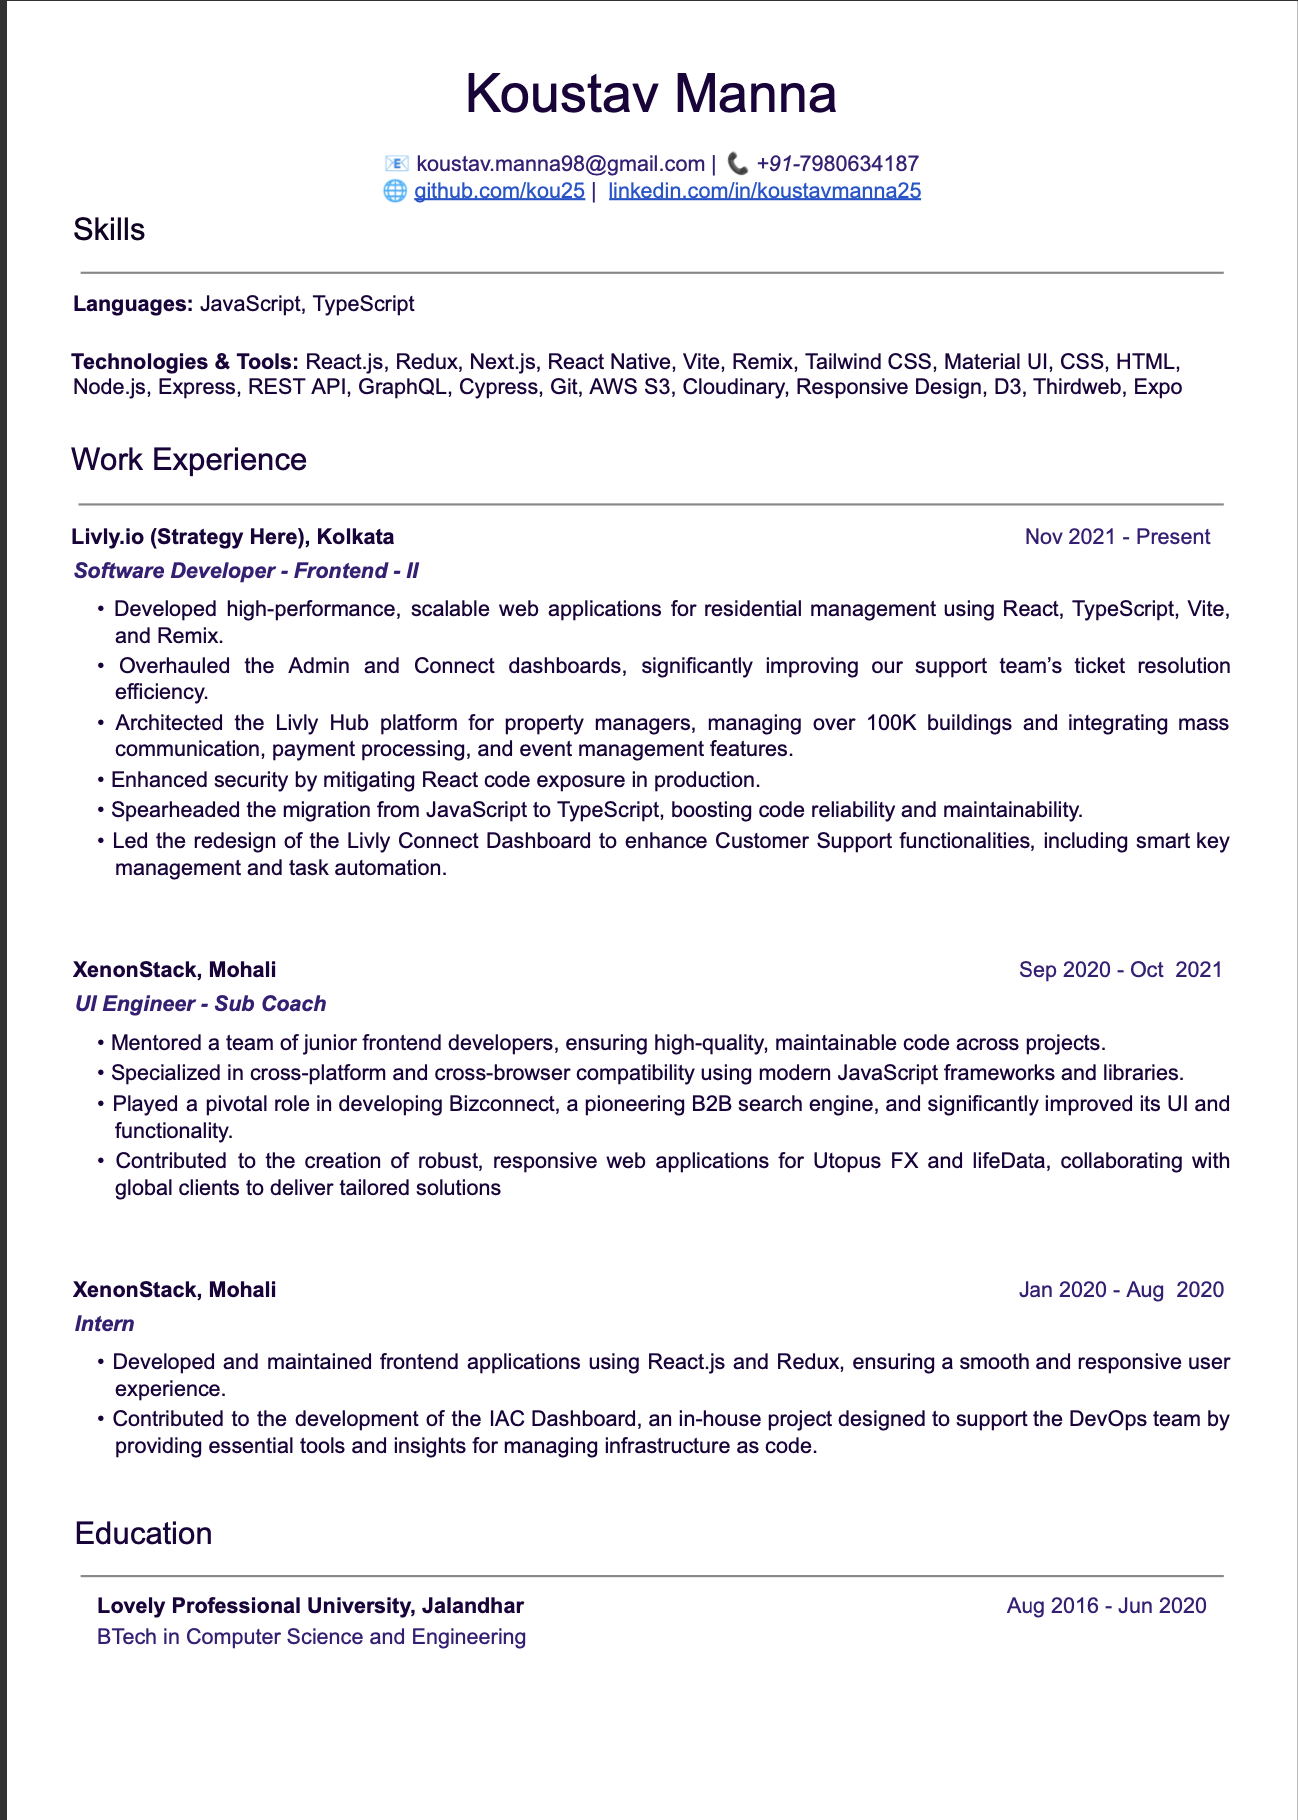 Koustav Manna
📧 koustav.manna98@gmail.com | 📞 +91-7980634187
🌐 github.com/kou25 | linkedin.com/in/koustavmanna25
Skills
Languages: JavaScript, TypeScript
Technologies & Tools: React.js, Redux, Next.js, React Native, Vite, Remix, Tailwind CSS, Material UI, CSS, HTML,
Node.js, Express, REST API, GraphQL, Cypress, Git, AWS S3, Cloudinary, Responsive Design, D3, Thirdweb, Expo
Work Experience
Livly.io (Strategy Here), Kolkata Nov 2021 - Present
Software Developer - Frontend - II
• Developed high-performance, scalable web applications for residential management using React, TypeScript, Vite,
and Remix.
• Overhauled the Admin and Connect dashboards, significantly improving our support team’s ticket resolution
efficiency.
• Architected the Livly Hub platform for property managers, managing over 100K buildings and integrating mass
communication, payment processing, and event management features.
• Enhanced security by mitigating React code exposure in production.
• Spearheaded the migration from JavaScript to TypeScript, boosting code reliability and maintainability.
• Led the redesign of the Livly Connect Dashboard to enhance Customer Support functionalities, including smart key
management and task automation.
XenonStack, Mohali Sep 2020 - Oct 2021
UI Engineer - Sub Coach
• Mentored a team of junior frontend developers, ensuring high-quality, maintainable code across projects.
• Specialized in cross-platform and cross-browser compatibility using modern JavaScript frameworks and libraries.
• Played a pivotal role in developing Bizconnect, a pioneering B2B search engine, and significantly improved its UI and
functionality.
• Contributed to the creation of robust, responsive web applications for Utopus FX and lifeData, collaborating with
global clients to deliver tailored solutions
XenonStack, Mohali Jan 2020 - Aug 2020
Intern
• Developed and maintained frontend applications using React.js and Redux, ensuring a smooth and responsive user
experience.
• Contributed to the development of the IAC Dashboard, an in-house project designed to support the DevOps team by
providing essential tools and insights for managing infrastructure as code.
Education
Lovely Professional University, Jalandhar Aug 2016 - Jun 2020
BTech in Computer Science and Engineering